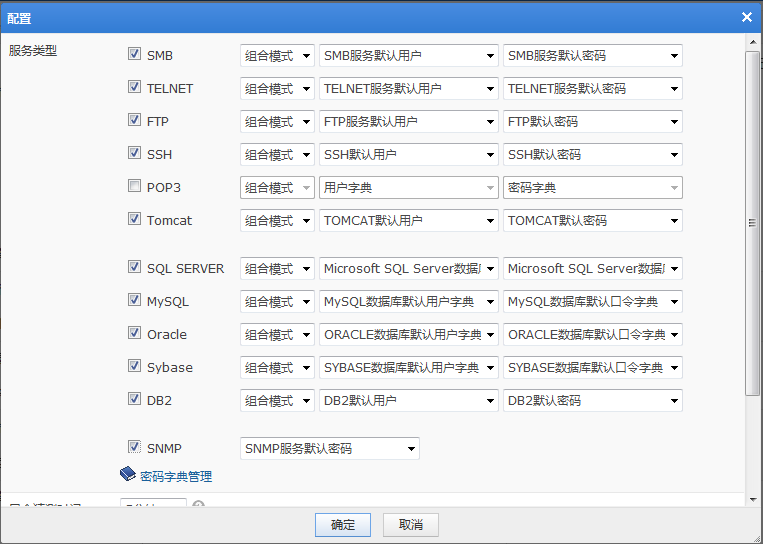 配置
服务类型
SMB 组合模式 SMB服务默认用户 SMB服务默认密码
TELNET 组合模式 TELNET服务默认用户 TELNET服务默认密码
FTP 组合模式 FTP服务默认用户 FTP默认密码
SSH 组合模式 SSH默认用户 SSH默认密码
POP3 组合模式 用户字典 密码字典
Tomcat 组合模式 TOMCAT默认用户 TOMCAT默认密码
SQL SERVER 组合模式 Microsoft SQL Server数据 Microsoft SQL Server数据
MySQL 组合模式 MySQL数据库默认用户字典 MySQL数据库默认口令字典
Oracle 组合模式 ORACLE数据库默认用户字典 ORACLE数据库默认口令字典
Sybase 组合模式 SYBASE数据库默认用户字典 SYBASE数据库默认口令字典
DB2 组合模式 DB2默认用户 DB2默认密码
SNMP SNMP服务默认密码
密码字典管理
确定 取消